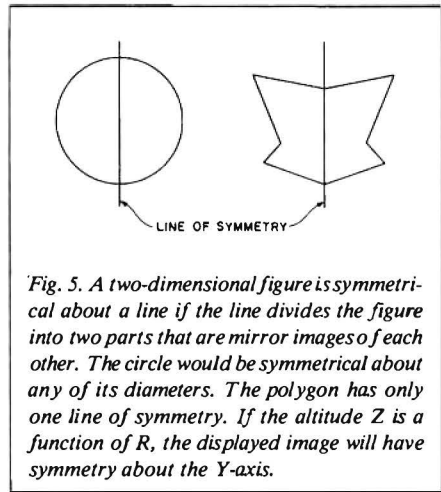 LINE OF SYMMETRY
Fig. 5. A two-dimensional figure is symmetri-
cal about a line if the line divides the figure
into two parts that are mirror images of each
other. The circle would be symmetrical about
any of its diameters. The polygon has only
one line of symmetry. If the altitude Z is a
function of R, the displayed image will have
symmetry about the Y-axis.